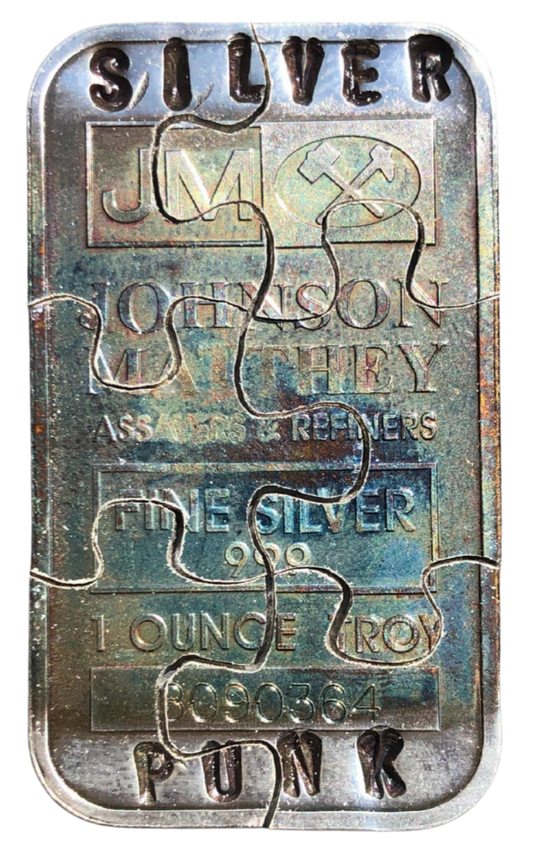 SILVER
JM
JOHNSON
MATTHEY
ASSAYERS & REFINERS
FINE SILVER
999
1 OUNCE TROY
B090364
PUNK